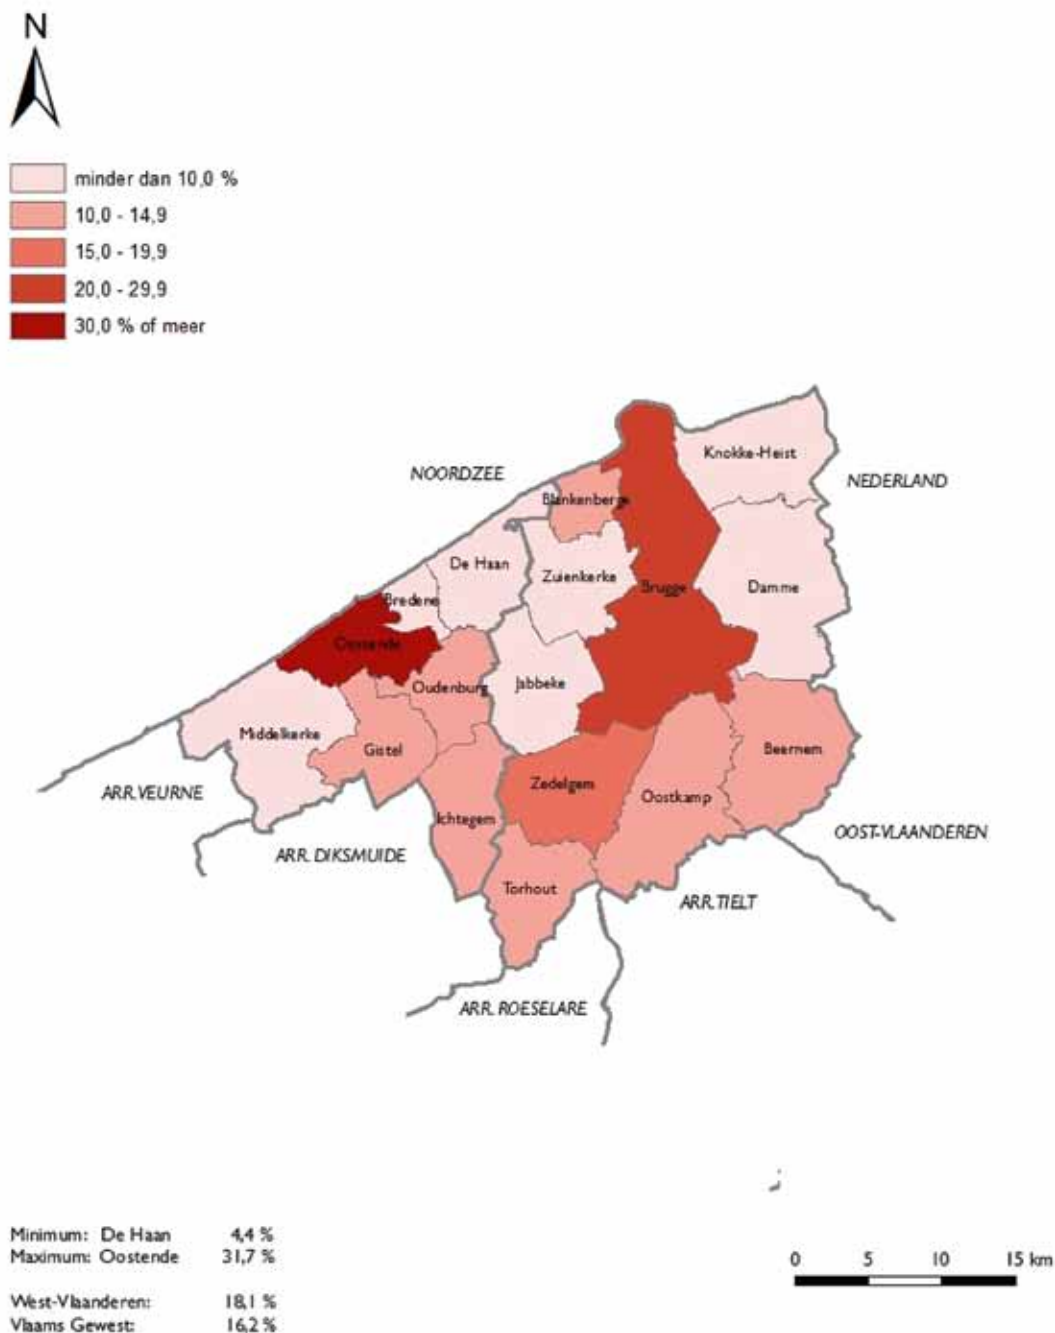 N
minder dan 10,0 %
10,0 - 14,9
15,0 - 19,9
20,0 - 29,9
30,0 % of meer
Knokke-Heist
NOORDZEE
NEDERLAND
Blankenberge
De Haan
Zuienkerke
Brugge
Damme
Bredene
Oostende
Oudenburg
Jabbeke
Middelkerke
Gistel
Beernem
Zedelgem
Oostkamp
ARR.VEURNE
Ichtegem
OOST-VLAANDEREN
ARR. DIKSMUIDE
Torhout
ARR.TIELT
ARR. ROESELARE
Minimum: De Haan 4,4 %
Maximum: Oostende 31,7 %
0 5 10 15 km
West-Vlaanderen: 18,1 %
Vlaams Gewest: 16,2 %